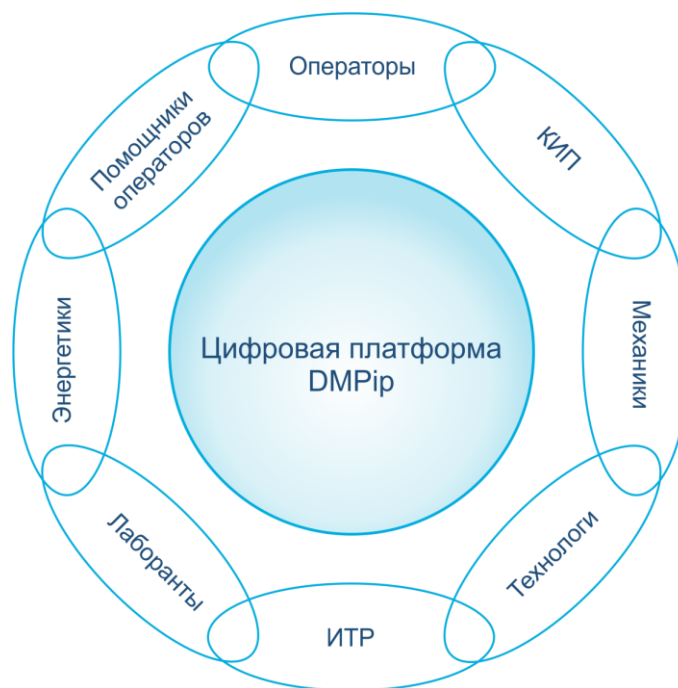 Операторы
КИП
Механики
Технологи
ИТР
Лаборанты
Энергетики
Помощники
операторов
Цифровая платформа
DMPip